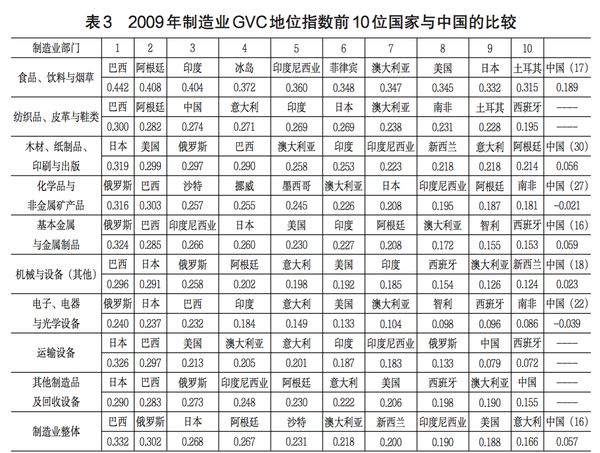 表3 2009年制造业GVC地位指数前10位国家与中国的比较
制造业部门 1 2 3 4 5 6 7 8 9 10
食品、饮料与烟草 巴西 阿根廷 印度 冰岛 印度尼西亚 菲律宾 澳大利亚 美国 日本 土耳其 中国（17）
0.442 0.408 0.404 0.372 0.360 0.348 0.347 0.345 0.332 0.315 0.189
纺织品、皮革与鞋类 巴西 阿根廷 中国 意大利 印度 日本 澳大利亚 南非 土耳其 西班牙 ----
0.300 0.282 0.274 0.271 0.269 0.269 0.238 0.231 0.228 0.195
木材、纸制品、 日本 美国 俄罗斯 巴西 澳大利亚 印度 印度尼西亚 新西兰 意大利 阿根廷 中国（30）
印刷与出版 0.319 0.299 0.297 0.290 0.258 0.253 0.223 0.218 0.218 0.214 0.056
化学品与 俄罗斯 巴西 沙特 挪威 墨西哥 澳大利亚 日本 印度尼西亚 阿根廷 南非 中国（27）
非金属矿产品 0.316 0.303 0.257 0.255 0.245 0.226 0.208 0.195 0.187 0.181 -0.021
基本金属 俄罗斯 巴西 印度尼西亚 日本 美国 印度 阿根廷 澳大利亚 智利 西班牙 中国（16）
与金属制品 0.324 0.285 0.266 0.260 0.230 0.227 0.208 0.172 0.155 0.153 0.059
机械与设备（其他） 巴西 日本 俄罗斯 阿根廷 意大利 美国 印度 西班牙 澳大利亚 新西兰 中国（18）
0.296 0.291 0.258 0.202 0.198 0.192 0.185 0.154 0.126 0.124 0.023
电子、电器 俄罗斯 日本 巴西 印度 意大利 美国 澳大利亚 智利 西班牙 南非 中国（22）
与光学设备 0.240 0.237 0.232 0.184 0.149 0.133 0.104 0.098 0.096 0.086 -0.039
运输设备 日本 巴西 美国 澳大利亚 意大利 印度 印度尼西亚 俄罗斯 中国 西班牙 ----
0.326 0.297 0.213 0.205 0.201 0.187 0.183 0.133 0.079 0.072
其他制造品 日本 巴西 俄罗斯 印度尼西亚 阿根廷 意大利 美国 西班牙 澳大利亚 中国 ----
及回收设备 0.290 0.283 0.273 0.248 0.230 0.222 0.206 0.198 0.190 0.155
制造业整体 巴西 俄罗斯 日本 阿根廷 沙特 澳大利亚 新西兰 印度尼西亚 美国 意大利 中国（16）
0.332 0.302 0.268 0.267 0.231 0.218 0.200 0.190 0.188 0.166 0.057